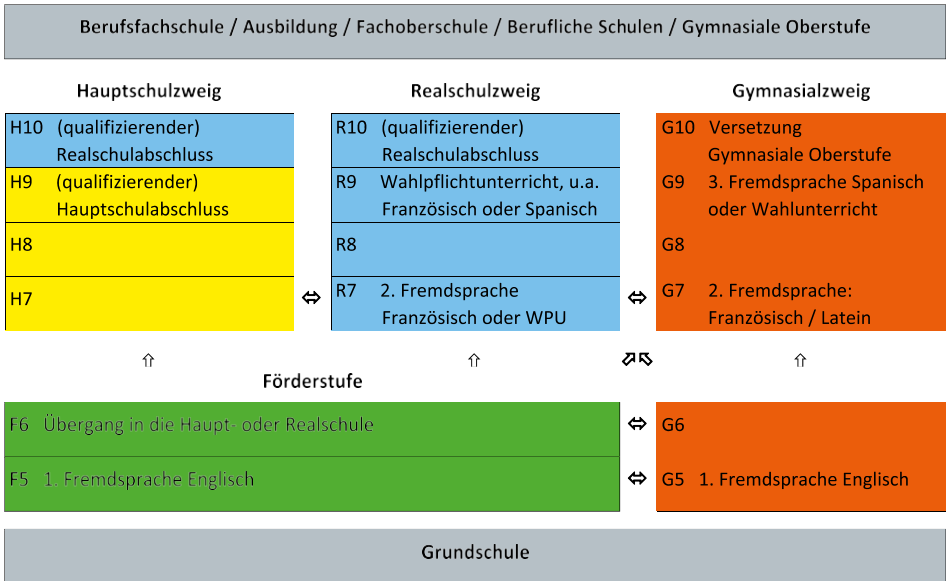 Berufsfachschule / Ausbildung / Fachoberschule / Berufliche Schulen / Gymnasiale Oberstufe
Hauptschulzweig
H10 (qualifizierender)
Realschulabschluss
H9 (qualifizierender)
Hauptschulabschluss
H8
H7
Realschulzweig
R10 (qualifizierender)
Realschulabschluss
R9 Wahlpflichtunterricht, u.a.
Französisch oder Spanisch
R8
R7 2. Fremdsprache
Französisch oder WPU
Gymnasialzweig
G10 Versetzung
Gymnasiale Oberstufe
G9 3. Fremdsprache Spanisch
oder Wahlunterricht
G8
G7 2. Fremdsprache:
Französisch / Latein
Förderstufe
F6 Übergang in die Haupt- oder Realschule
F5 1. Fremdsprache Englisch
G6
G5 1. Fremdsprache Englisch
Grundschule